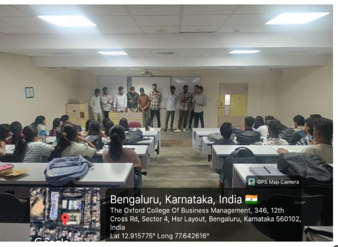 GPS Map Camera
Bengaluru, Karnataka, India 🇮🇳
The Oxford College Of Business Management, 346, 12th
Cross Rd, Sector 4, Hsr Layout, Bengaluru, Karnataka 560102,
India
Lat 12.915775° Long 77.642616°
Google